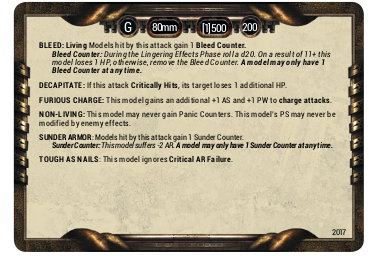 G 80mm [1]500 200
BLEED: Living Models hit by this attack gain 1 Bleed Counter.
Bleed Counter: During the Lingering Effects Phase roll a d20. On a result of 11+ this
model loses 1 HP, otherwise, remove the Bleed Counter. A model may only have 1
Bleed Counter at any time.
DECAPITATE: If this attack Critically Hits, its target loses 1 additional HP.
FURIOUS CHARGE: This model gains an additional +1 AS and +1 PW to charge attacks.
NON-LIVING: This model may never gain Panic Counters. This model's PS may never be
modified by enemy effects.
SUNDER ARMOR: Models hit by this attack gain 1 Sunder Counter.
Sunder Counter: This model suffers -2 AR. A model may only have 1 Sunder Counter at any time.
TOUGH AS NAILS: This model ignores Critical AR Failure.
2017